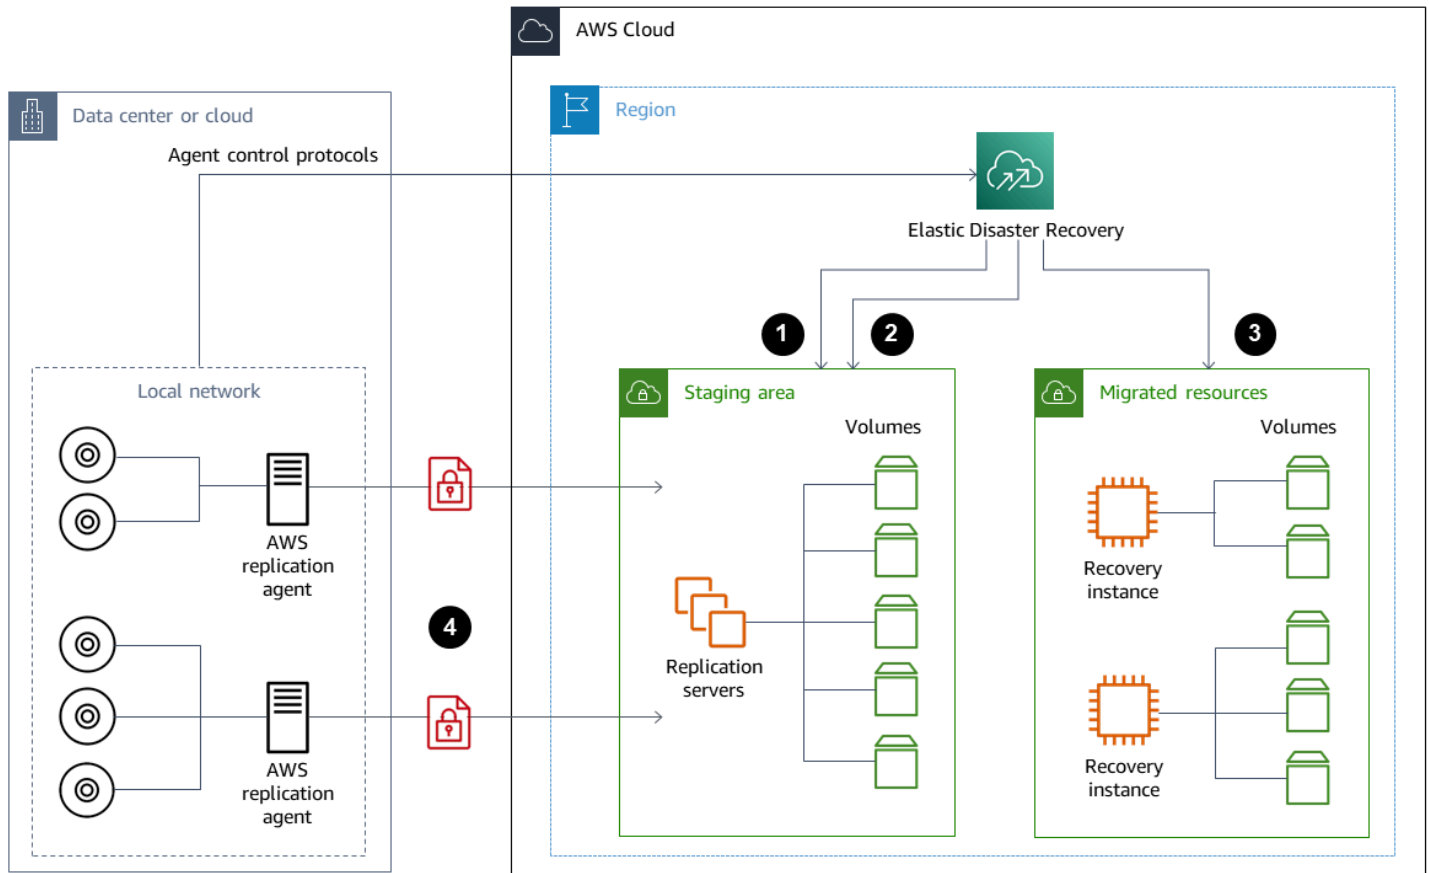 AWS Cloud
Data center or cloud
Region
Agent control protocols
Elastic Disaster Recovery
1
2
3
Local network
Staging area
Migrated resources
Volumes
Volumes
AWS
replication
agent
Recovery
instance
4
Replication
servers
AWS
replication
agent
Recovery
instance